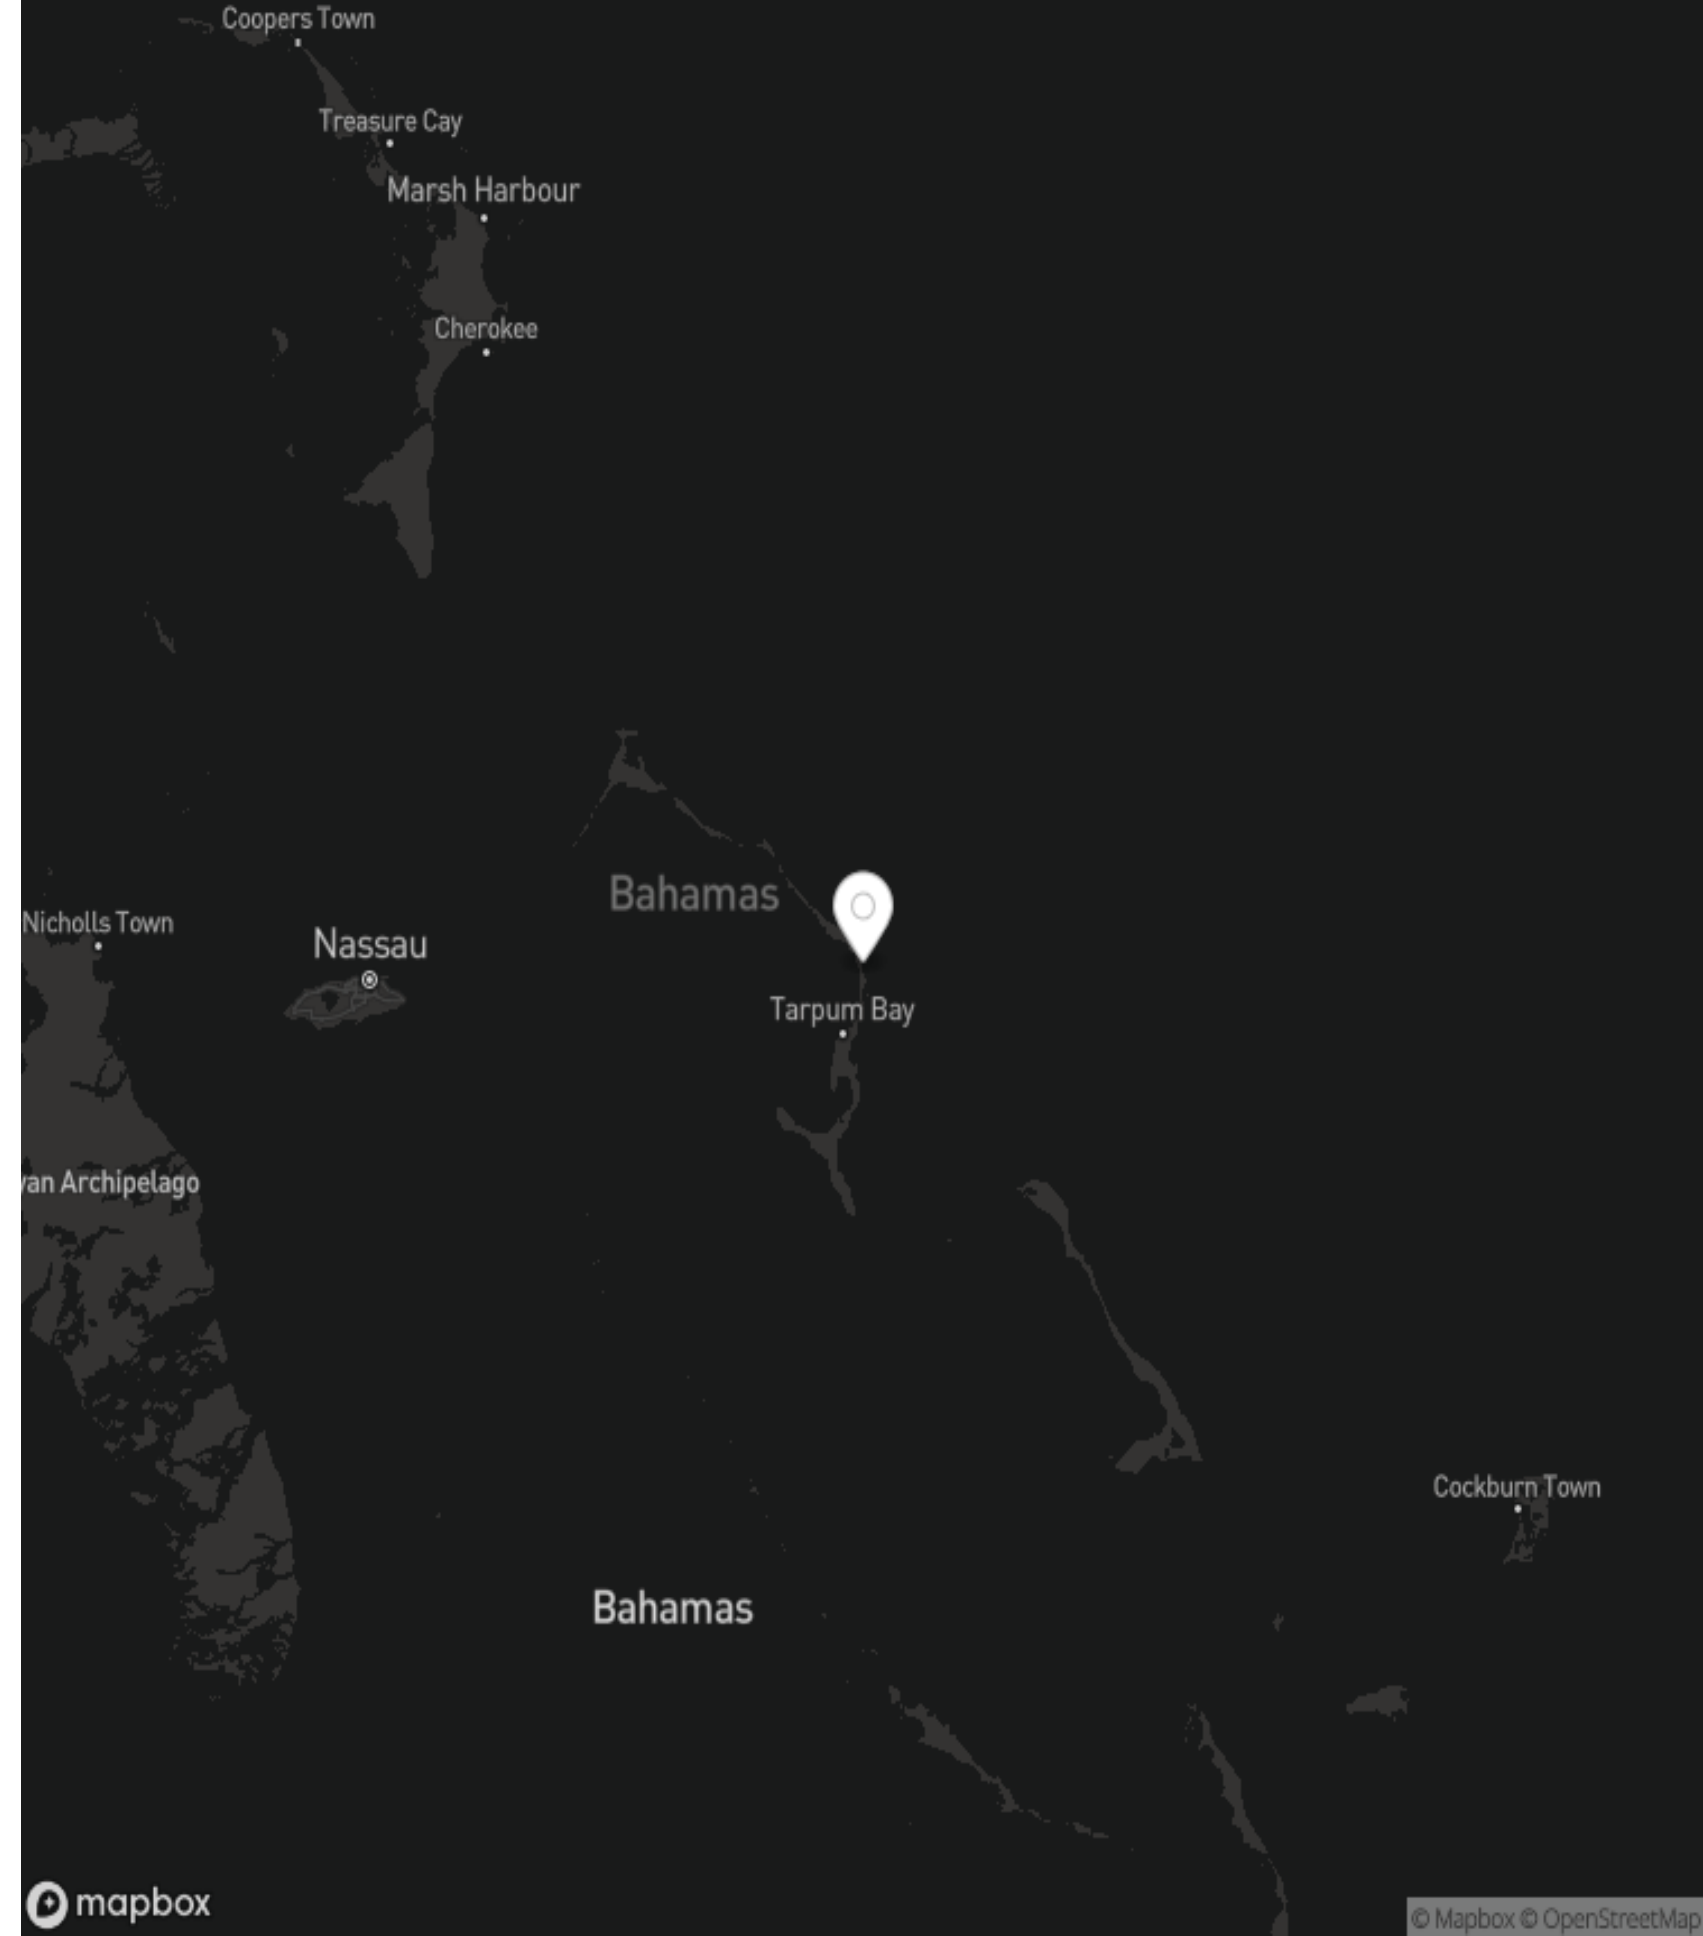 Coopers Town
Treasure Cay
Marsh Harbour
Cherokee
Bahamas
Nicholls Town
Nassau
Tarpum Bay
yan Archipelago
Cockburn Town
Bahamas
mapbox
© Mapbox © OpenStreetMap